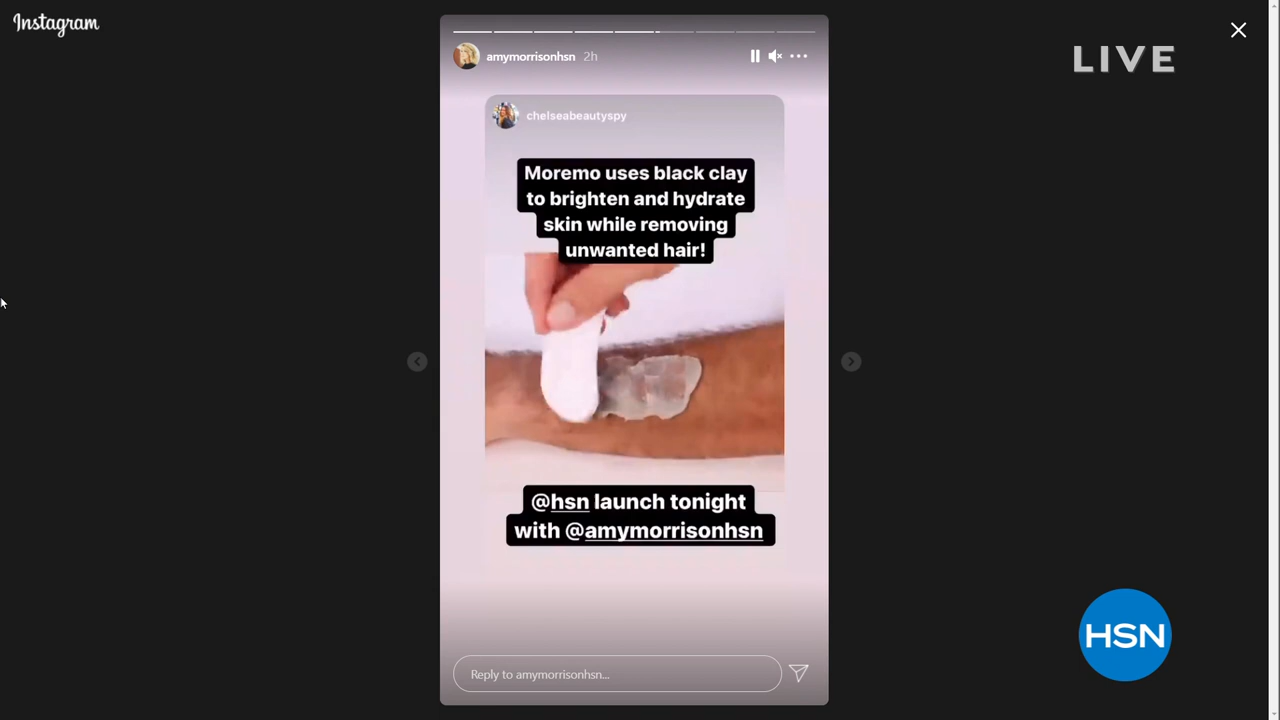 Instagram
LIVE
amymorrisonhsn 2h
chelseabeautyspy
Moremo uses black clay
to brighten and hydrate
skin while removing
unwanted hair!
@hsn launch tonight
with @amymorrisonhsn
HSN
Reply to amymorrisonhsn...